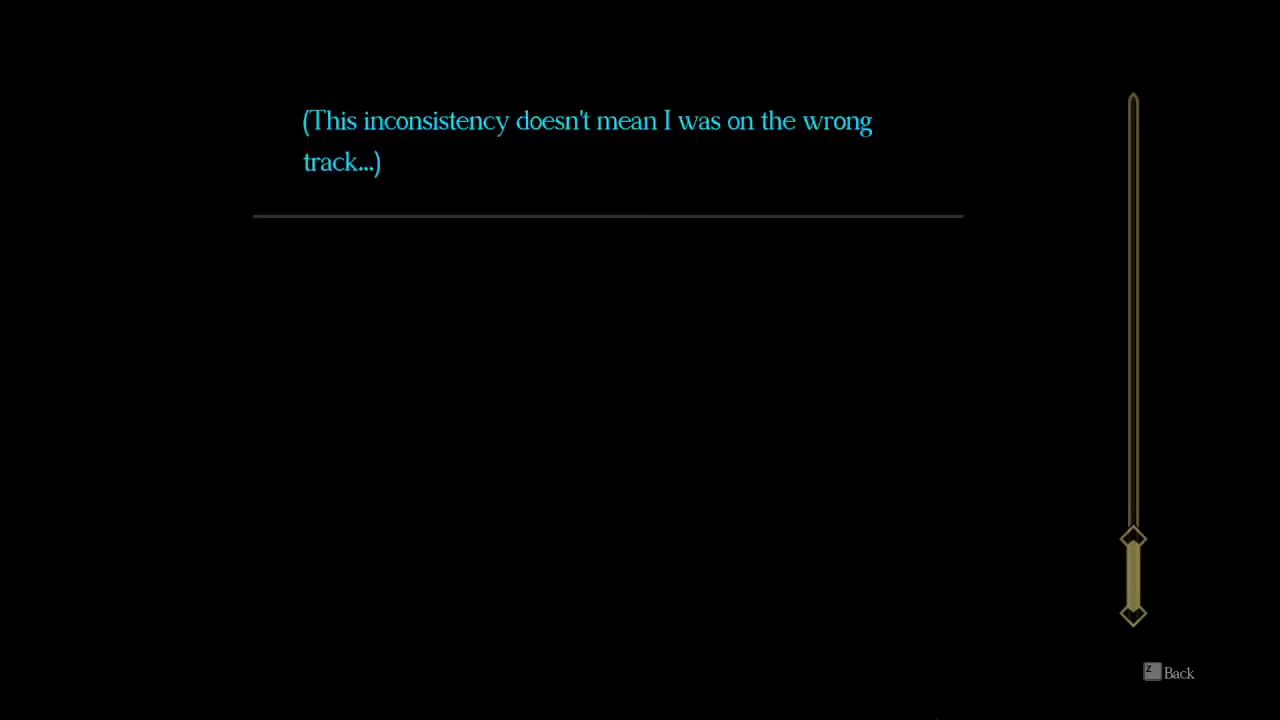 (This inconsistency doesn't mean I was on the wrong
track...)
Z Back